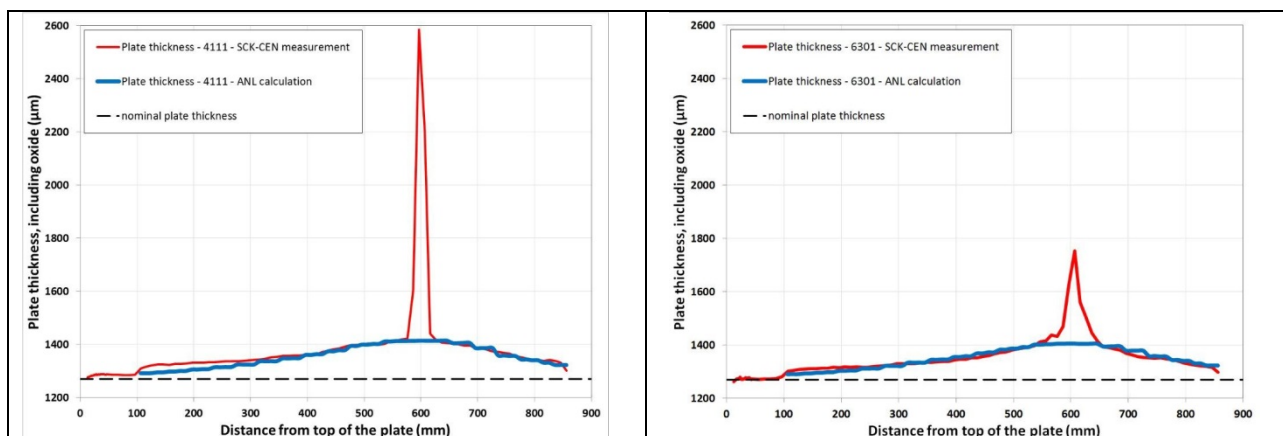 Plate thickness, including oxide (µm)
2600
2400
2200
2000
1800
1600
1400
1200
Plate thickness - 4111 - SCK-CEN measurement
Plate thickness - 4111 - ANL calculation
nominal plate thickness
0 100 200 300 400 500 600 700 800 900
Distance from top of the plate (mm)
Plate thickness, including oxide (µm)
2600
2400
2200
2000
1800
1600
1400
1200
Plate thickness - 6301 - SCK-CEN measurement
Plate thickness - 6301 - ANL calculation
nominal plate thickness
0 100 200 300 400 500 600 700 800 900
Distance from top of the plate (mm)